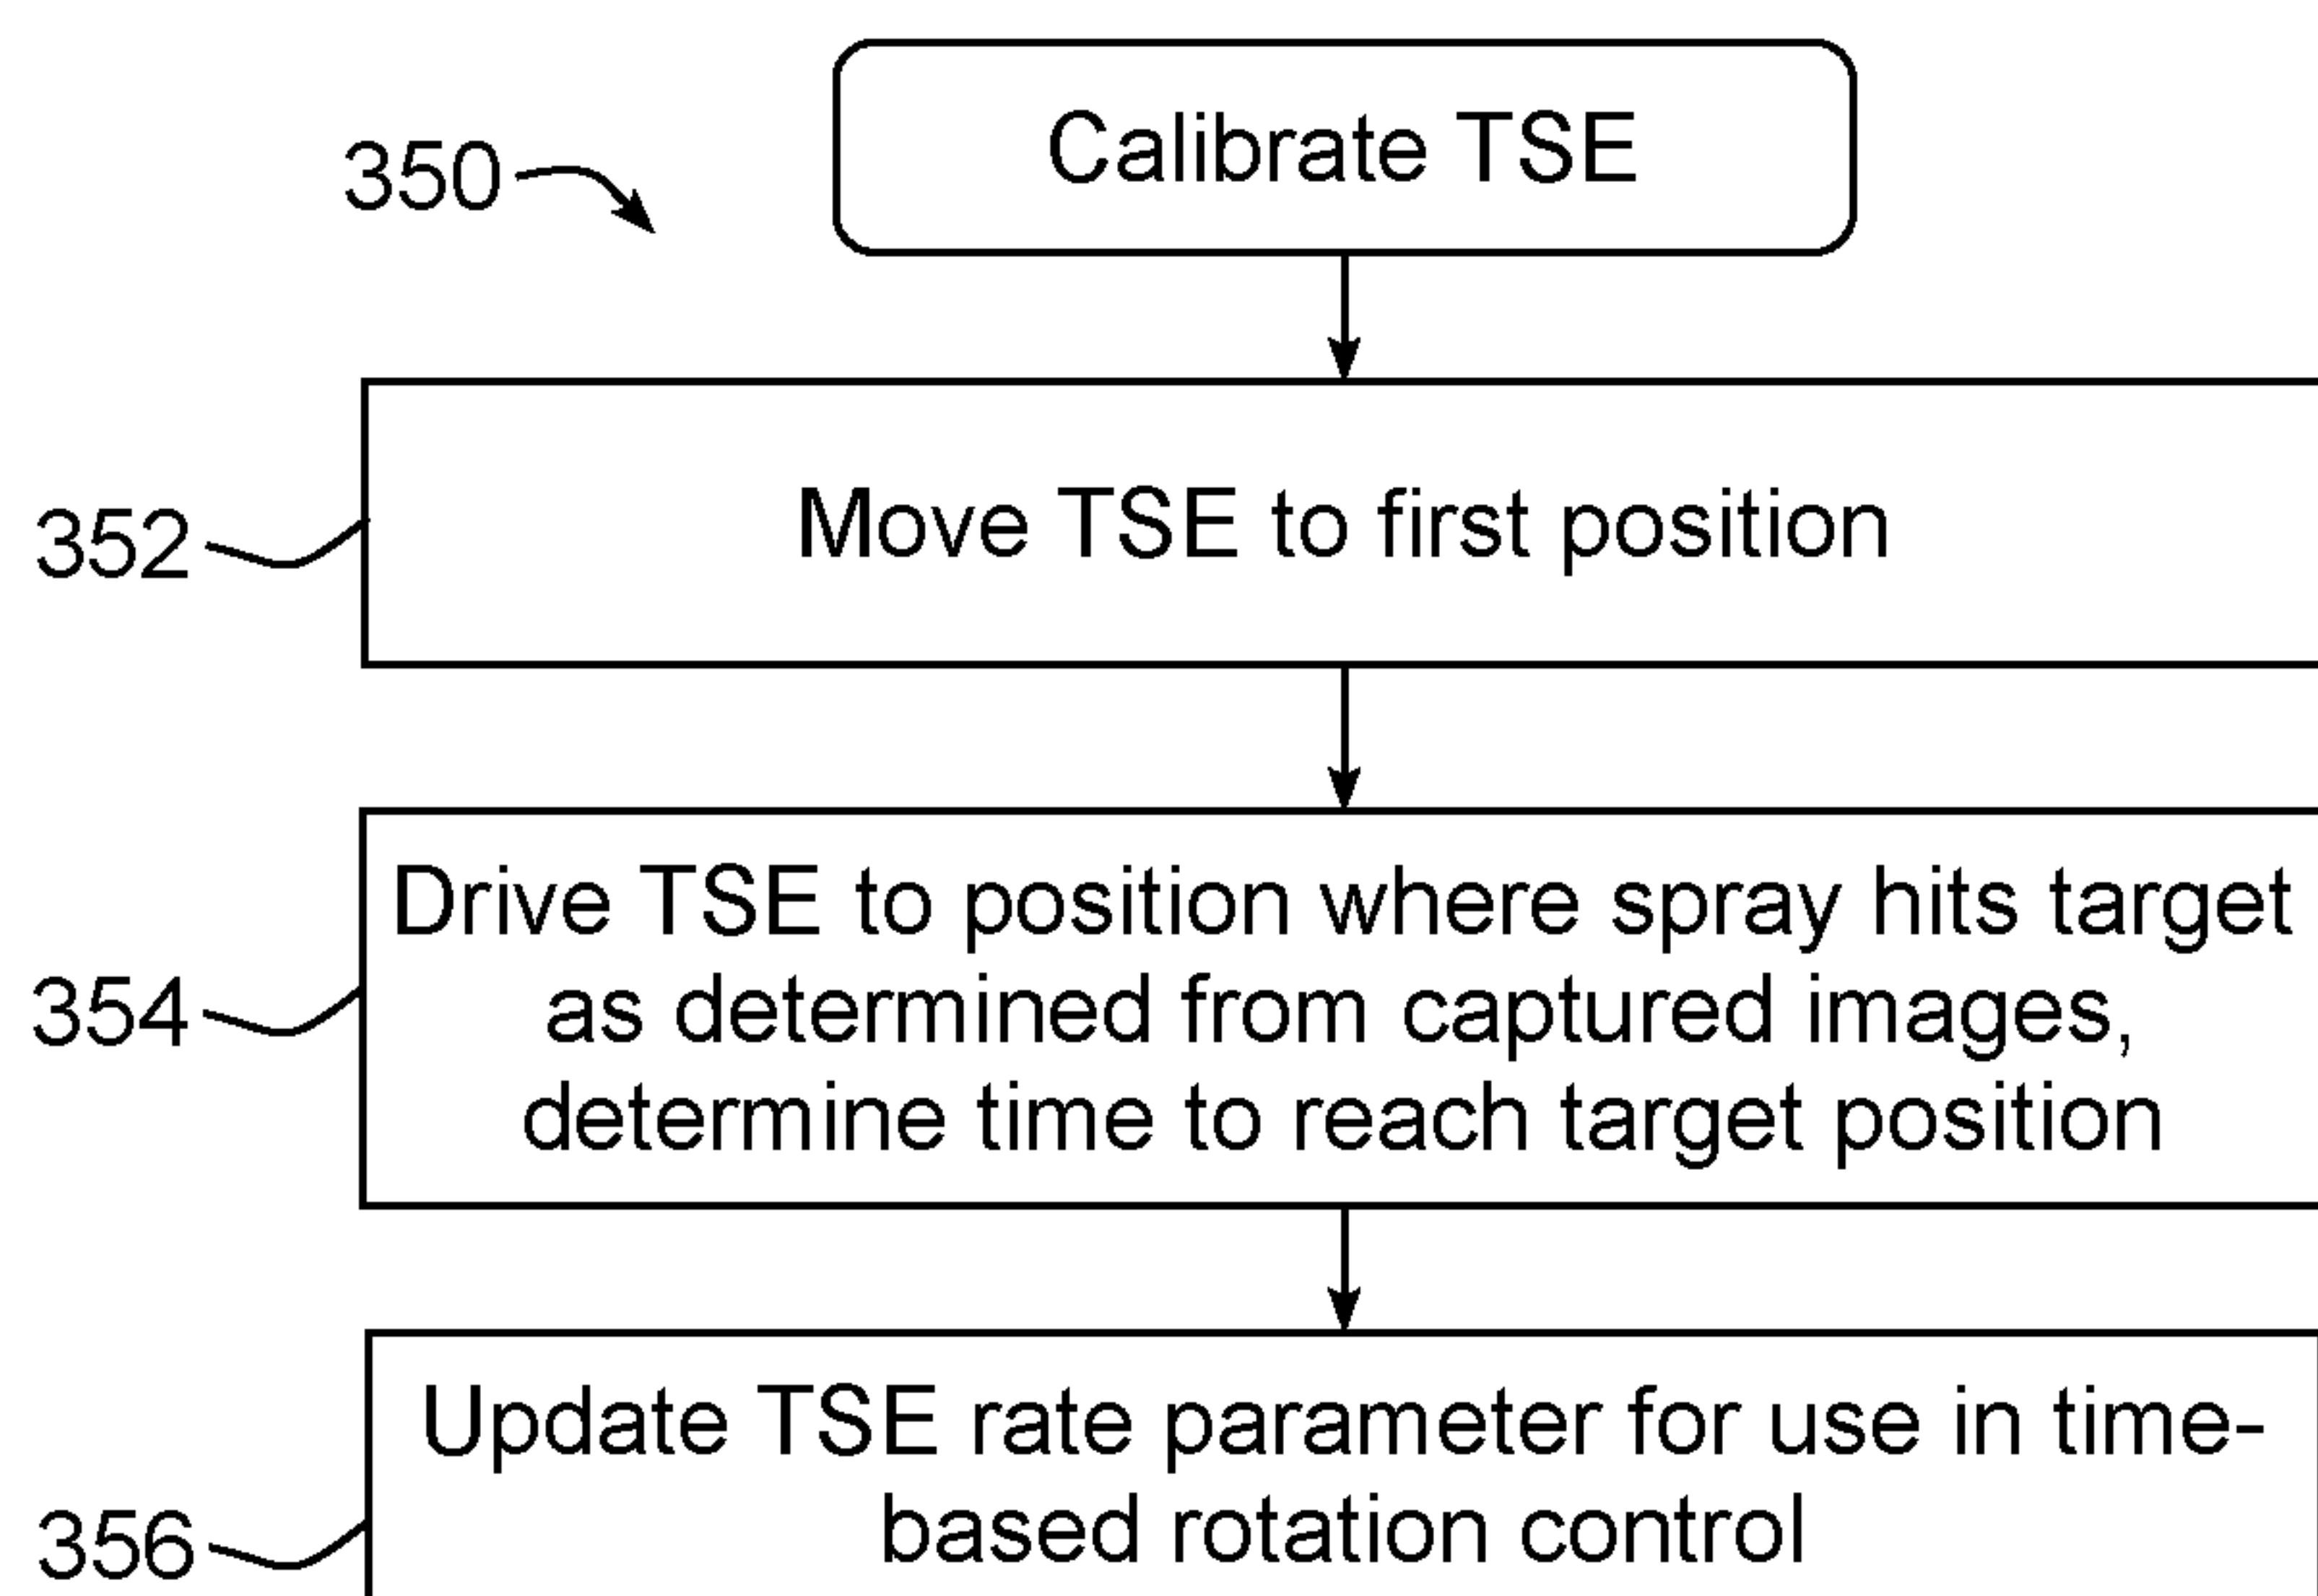 Calibrate TSE
350
Move TSE to first position
352
Drive TSE to position where spray hits target
as determined from captured images,
determine time to reach target position
354
Update TSE rate parameter for use in time-
based rotation control
356